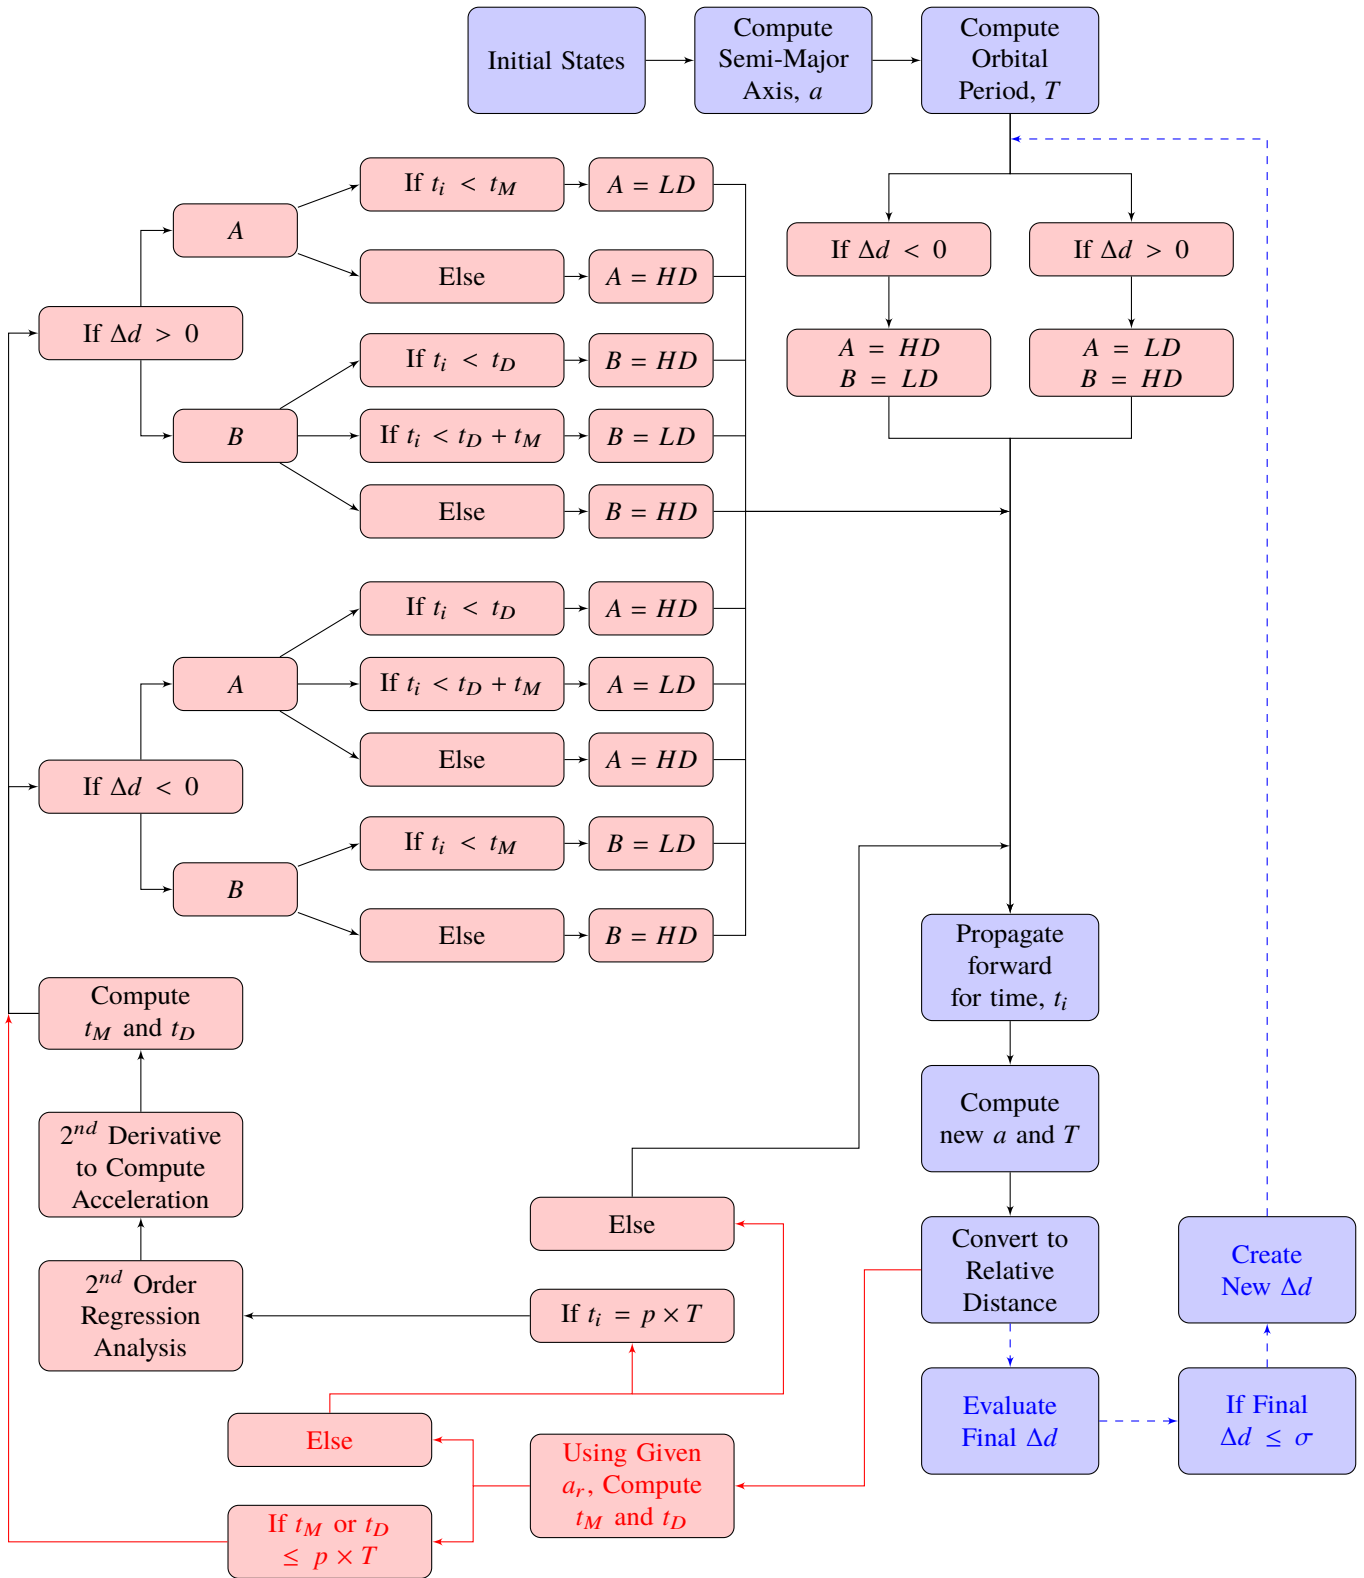 Initial States
Compute
Semi-Major
Axis, a
Compute
Orbital
Period, T
If t_i < t_M
A = LD
A
Else
A = HD
If Δd > 0
If t_i < t_D
B = HD
B
If t_i < t_D + t_M
B = LD
Else
B = HD
If Δd < 0
If Δd > 0
A = HD
B = LD
A = LD
B = HD
If t_i < t_D
A = HD
A
If t_i < t_D + t_M
A = LD
Else
A = HD
If Δd < 0
If t_i < t_M
B = LD
B
Else
B = HD
Propagate
forward
for time, t_i
Compute
new a and T
Convert to
Relative
Distance
Evaluate
Final Δd
If Final
Δd ≤ σ
Create
New Δd
Compute
t_M and t_D
2^nd Derivative
to Compute
Acceleration
2^nd Order
Regression
Analysis
Else
If t_i = p × T
Else
Using Given
a_r, Compute
t_M and t_D
If t_M or t_D
≤ p × T